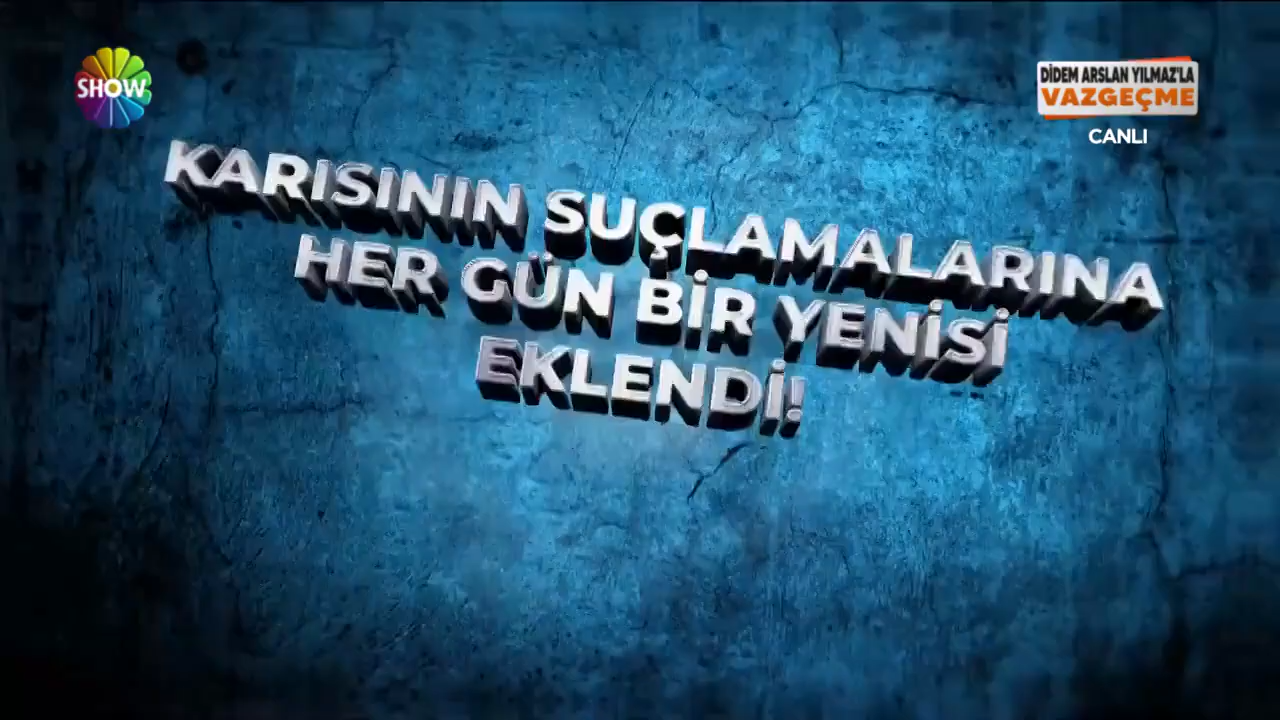 SHOW
DİDEM ARSLAN YILMAZ'LA
VAZGEÇME
CANLI
KARISININ SUÇLAMALARINA
HER GÜN BİR YENİSİ
EKLENDİ!